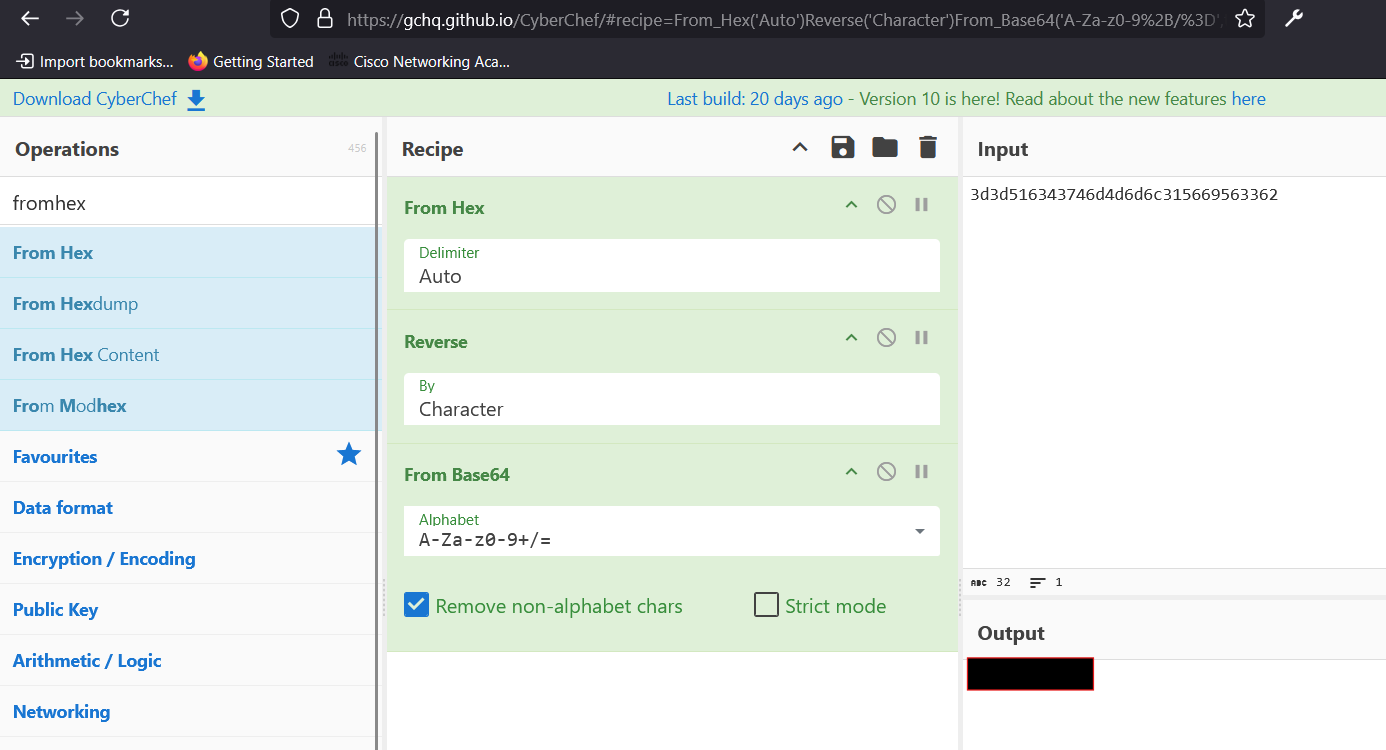 https://gchq.github.io/CyberChef/#recipe=From_Hex('Auto')Reverse('Character')From_Base64('A-Za-z0-9%2B/%3D',
Import bookmarks... Getting Started Cisco Networking Aca...
Download CyberChef Last build: 20 days ago - Version 10 is here! Read about the new features here
Operations 456 Recipe Input
fromhex
3d3d516343746d4d6d6c315669563362
From Hex
From Hexdump
From Hex Content
From Modhex
Favourites
Data format
Encryption / Encoding
Public Key
Arithmetic / Logic
Networking
From Hex
Delimiter
Auto
Reverse
By
Character
From Base64
Alphabet
A-Za-z0-9+/=
Remove non-alphabet chars Strict mode
ABC 32 1
Output